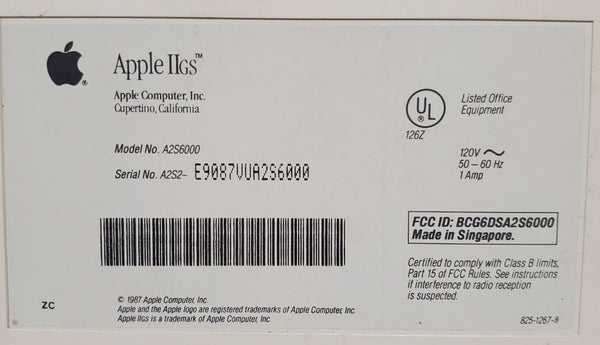 Apple IIGS™
Apple Computer, Inc.
Cupertino, California
Model No. A2S6000
Serial No. A2S2- E9087VUA2S6000
UL ®
126Z
Listed Office
Equipment
120V ~
50 – 60 Hz
1 Amp
FCC ID: BCG6DSA2S6000
Made in Singapore.
Certified to comply with Class B limits,
Part 15 of FCC Rules. See instructions
if interference to radio reception
is suspected.
ZC
© 1987 Apple Computer, Inc.
Apple and the Apple logo are registered trademarks of Apple Computer, Inc.
Apple IIGS is a trademark of Apple Computer, Inc.
825-1267-B